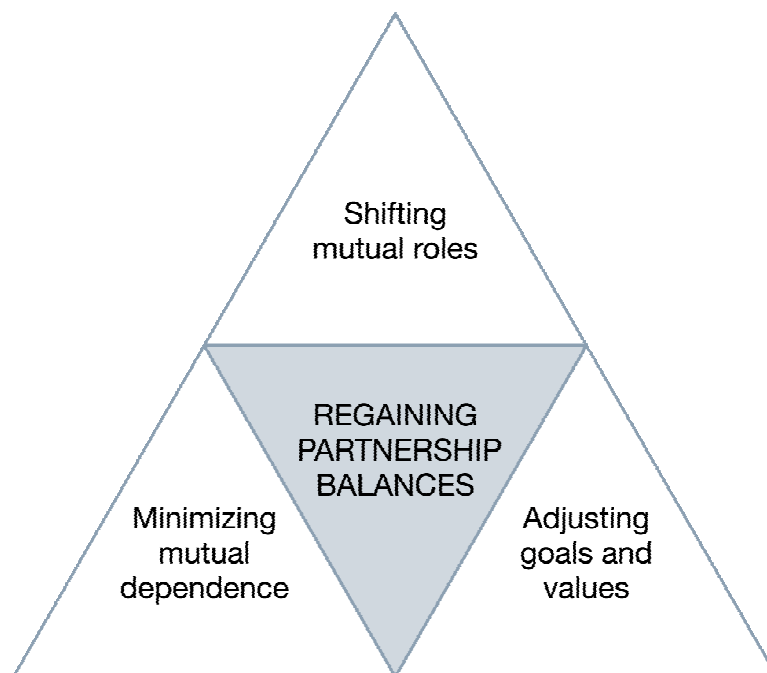 Shifting
mutual roles
REGAINING
PARTNERSHIP
BALANCES
Minimizing
mutual
dependence
Adjusting
goals and
values